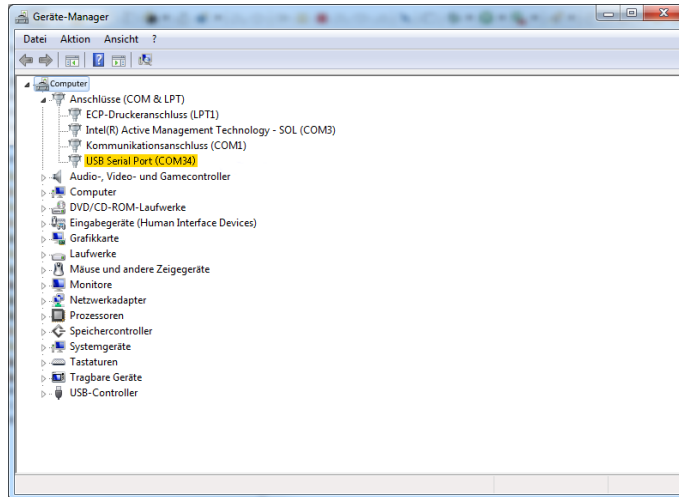 Geräte-Manager
Datei Aktion Ansicht ?
Computer
Anschlüsse (COM & LPT)
ECP-Druckeranschluss (LPT1)
Intel(R) Active Management Technology - SOL (COM3)
Kommunikationsanschluss (COM1)
USB Serial Port (COM34)
Audio-, Video- und Gamecontroller
Computer
DVD/CD-ROM-Laufwerke
Eingabegeräte (Human Interface Devices)
Grafikkarte
Laufwerke
Mäuse und andere Zeigegeräte
Monitore
Netzwerkadapter
Prozessoren
Speichercontroller
Systemgeräte
Tastaturen
Tragbare Geräte
USB-Controller